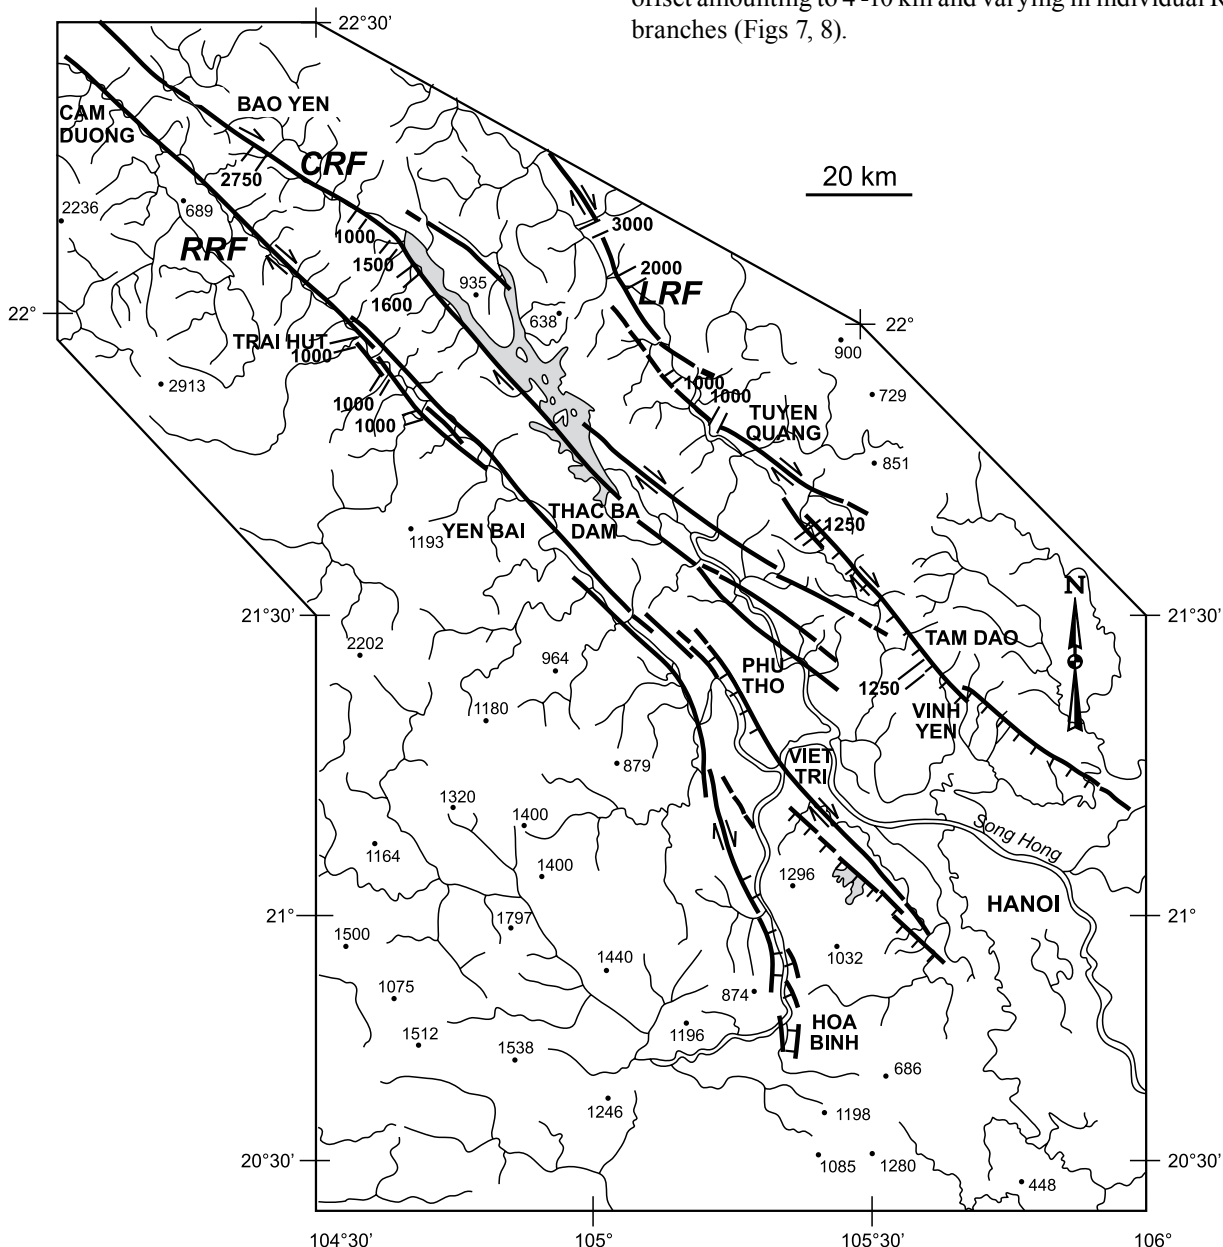 offset amounting to 4 -10 km and varying in individual R
branches (Figs 7, 8).
22°30'
BAO YEN
CAM
DUONG
CRF
2750
20 km
2236
689
3000
1000
RRF
1500
2000
935
LRF
1600
22°
638
22°
TRAI HUT
1000
900
2913
1000
1000
729
1000
TUYEN
QUANG
1000
851
THAC BA
DAM
1250
YEN BAI
1193
N
21°30'
21°30'
TAM DAO
2202
964
PHU
THO
1250
1180
VINH
YEN
879
VIET
TRI
1320
1400
Song Hong
1164
1400
1296
HANOI
1797
21°
21°
1500
1440
1032
1075
874
1512
1196
HOA
BINH
1538
686
1246
1198
20°30'
20°30'
1085
1280
448
104°30'
105°
105°30'
106°